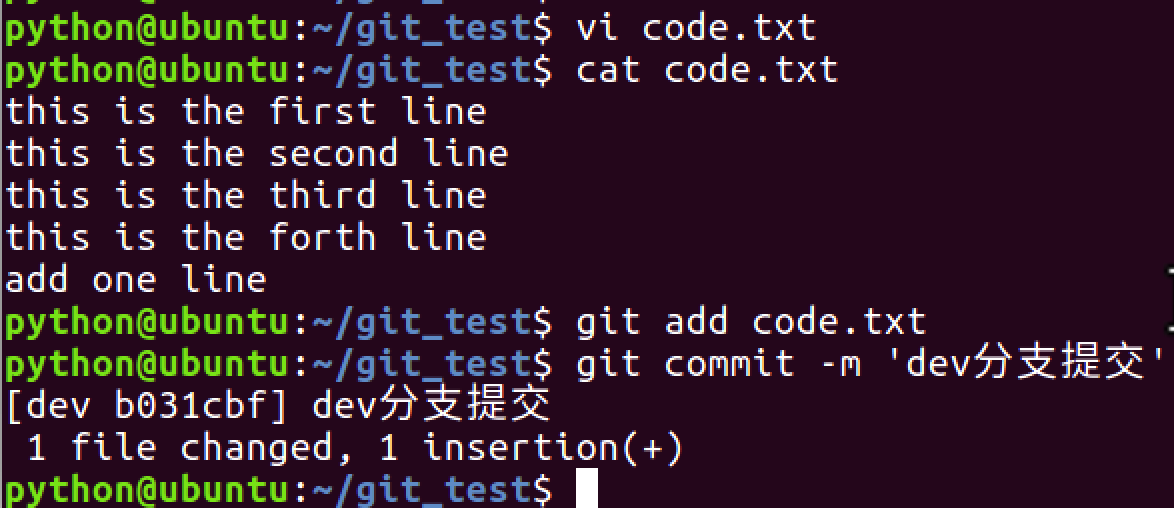 python@ubuntu:~/git_test$ vi code.txt
python@ubuntu:~/git_test$ cat code.txt
this is the first line
this is the second line
this is the third line
this is the forth line
add one line
python@ubuntu:~/git_test$ git add code.txt
python@ubuntu:~/git_test$ git commit -m 'dev分支提交'
[dev b031cbf] dev分支提交
 1 file changed, 1 insertion(+)
python@ubuntu:~/git_test$